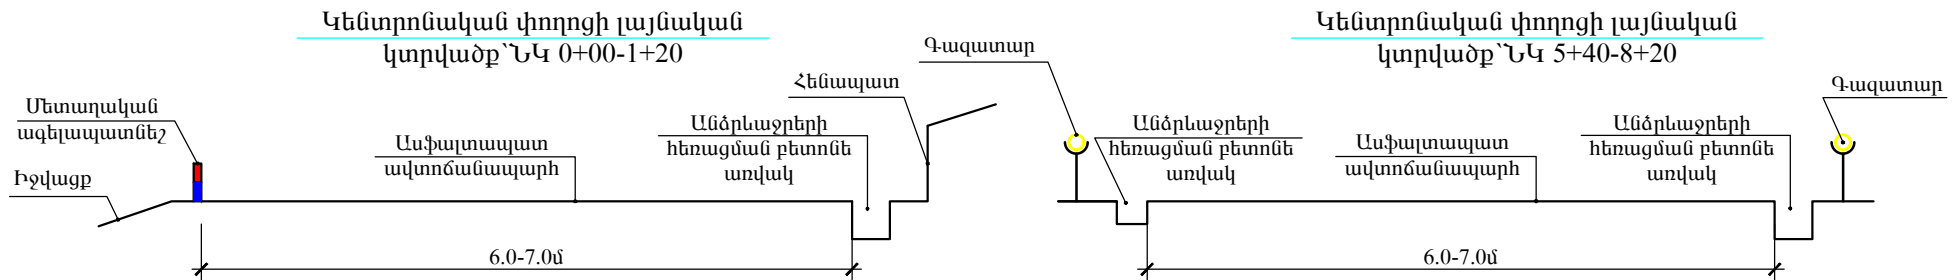 Կենտրոնական փողոցի լայնական
կտրվածք՝ՆԿ 0+00-1+20
Մետաղական
ագելապատնեշ
Իջվացք
Ասֆալտապատ
ավտոճանապարհ
Անձրևաջրերի
հեռացման բետոնե
առվակ
Հենապատ
6.0-7.0մ
Կենտրոնական փողոցի լայնական
կտրվածք՝ՆԿ 5+40-8+20
Գազատար
Անձրևաջրերի
հեռացման բետոնե
առվակ
Ասֆալտապատ
ավտոճանապարհ
Անձրևաջրերի
հեռացման բետոնե
առվակ
Գազատար
6.0-7.0մ